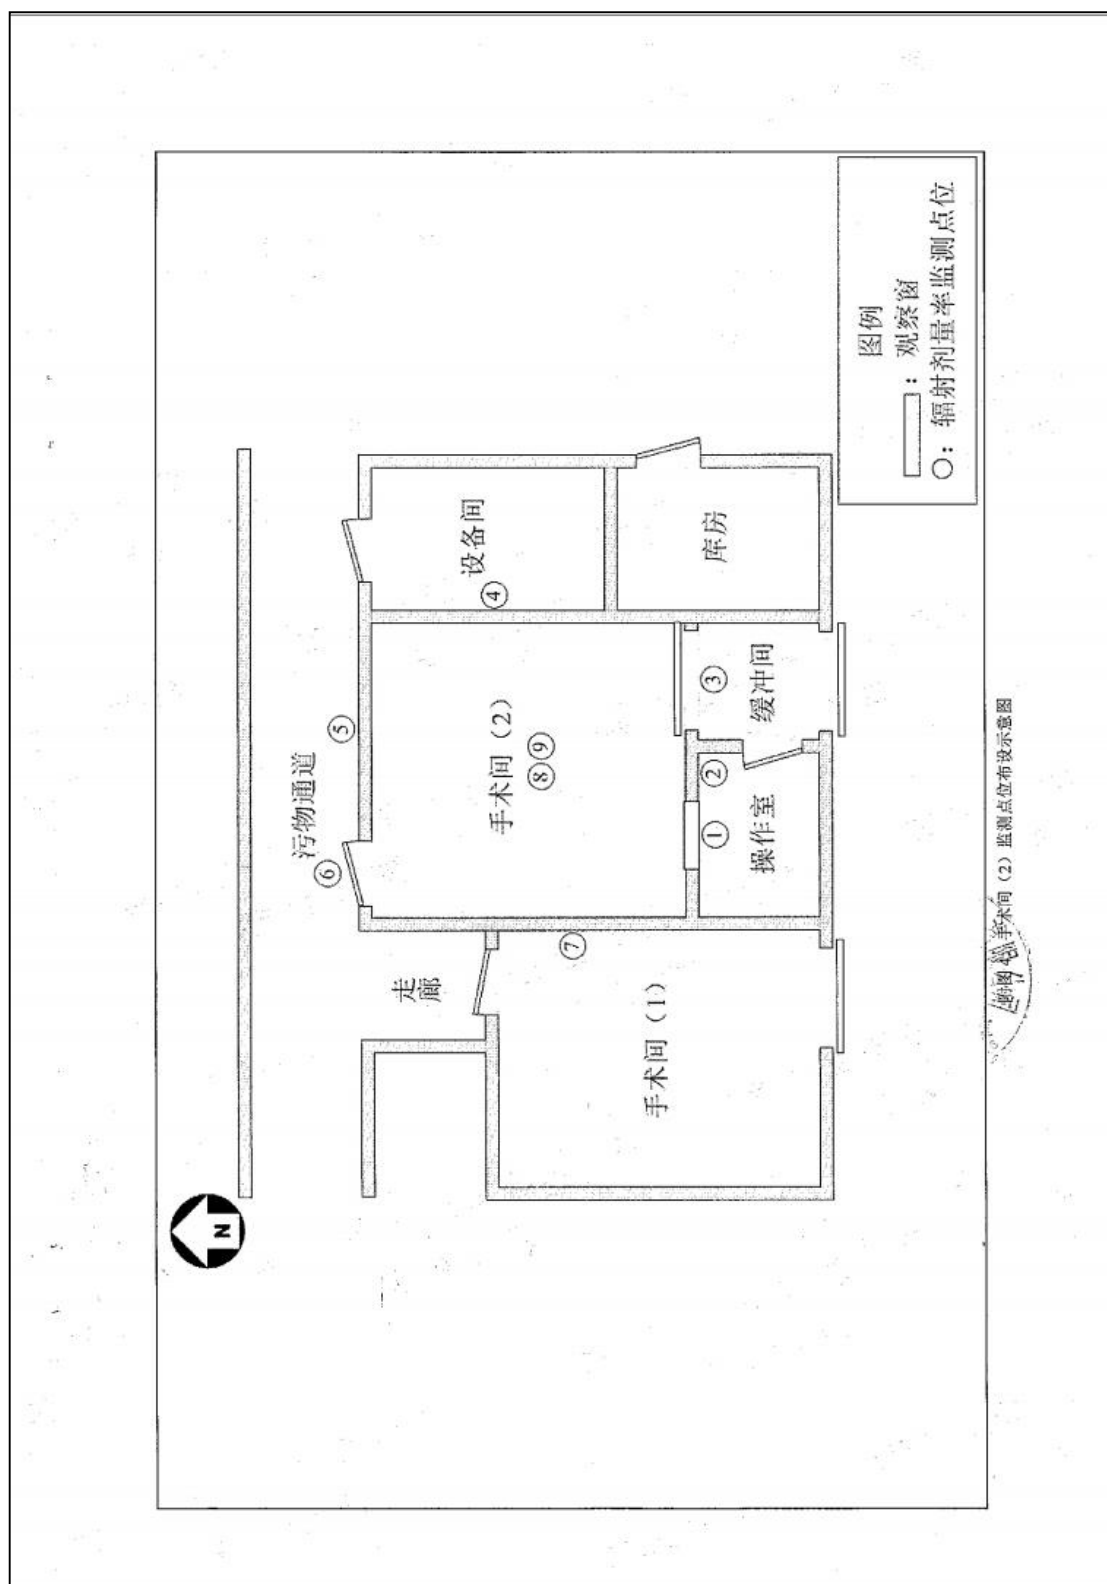 N
污物通道
⑥
⑤
走廊
设备间
④
手术间（2）
⑧⑨
⑦
手术间（1）
①
②
③
操作室
缓冲间
库房
图例
：观察窗
○：辐射剂量率监测点位
手术间（2）监测点位布设示意图